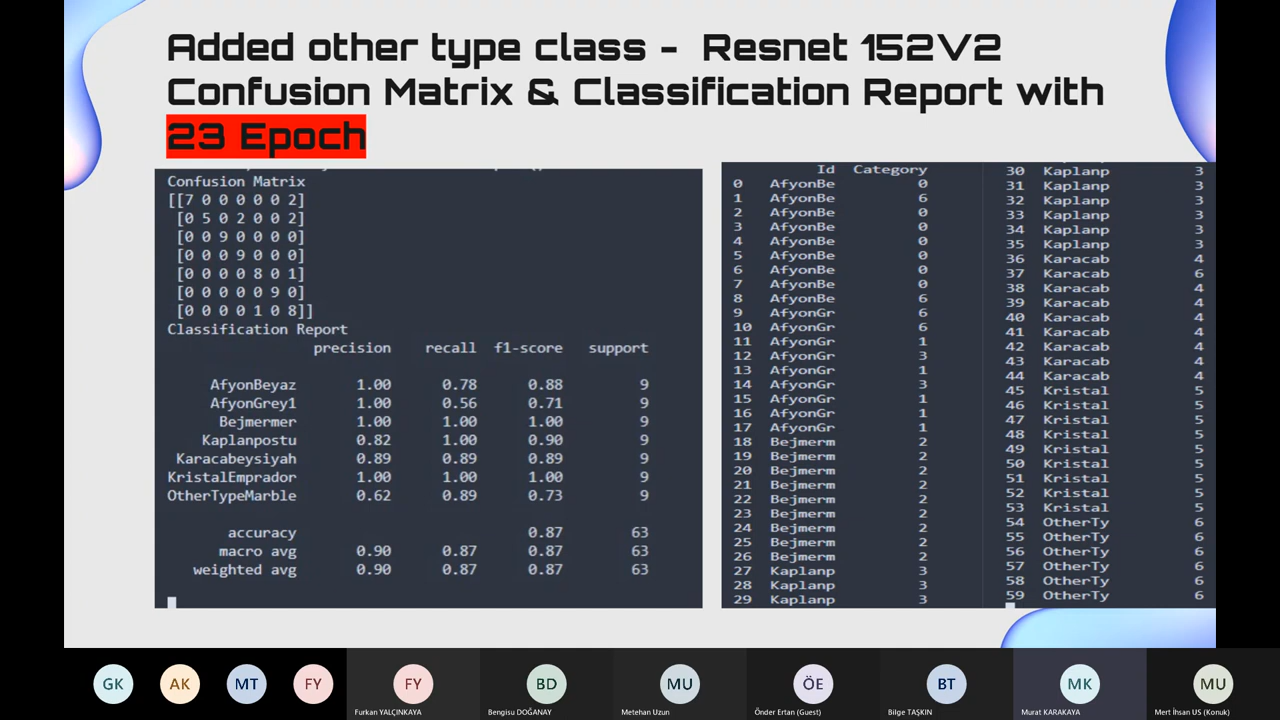 Added other type class - Resnet 152V2
Confusion Matrix & Classification Report with
23 Epoch
Confusion Matrix
[[7 0 0 0 0 0 2]
[0 5 0 2 0 0 2]
[0 0 9 0 0 0 0]
[0 0 0 9 0 0 0]
[0 0 0 0 8 0 1]
[0 0 0 0 0 9 0]
[0 0 0 0 1 0 8]]
Classification Report
precision recall f1-score support
AfyonBeyaz 1.00 0.78 0.88 9
AfyonGrey1 1.00 0.56 0.71 9
Bejmermer 1.00 1.00 1.00 9
Kaplanpostu 0.82 1.00 0.90 9
Karacabeysiyah 0.89 0.89 0.89 9
KristalEmprador 1.00 1.00 1.00 9
OtherTypeMarble 0.62 0.89 0.73 9
accuracy 0.87 63
macro avg 0.90 0.87 0.87 63
weighted avg 0.90 0.87 0.87 63
Id Category
0 AfyonBe 0
1 AfyonBe 6
2 AfyonBe 0
3 AfyonBe 0
4 AfyonBe 0
5 AfyonBe 0
6 AfyonBe 0
7 AfyonBe 0
8 AfyonBe 6
9 AfyonGr 6
10 AfyonGr 6
11 AfyonGr 1
12 AfyonGr 3
13 AfyonGr 1
14 AfyonGr 3
15 AfyonGr 1
16 AfyonGr 1
17 AfyonGr 1
18 Bejmerm 2
19 Bejmerm 2
20 Bejmerm 2
21 Bejmerm 2
22 Bejmerm 2
23 Bejmerm 2
24 Bejmerm 2
25 Bejmerm 2
26 Bejmerm 2
27 Kaplanp 3
28 Kaplanp 3
29 Kaplanp 3
30 Kaplanp 3
31 Kaplanp 3
32 Kaplanp 3
33 Kaplanp 3
34 Kaplanp 3
35 Kaplanp 3
36 Karacab 4
37 Karacab 6
38 Karacab 4
39 Karacab 4
40 Karacab 4
41 Karacab 4
42 Karacab 4
43 Karacab 4
44 Karacab 4
45 Kristal 5
46 Kristal 5
47 Kristal 5
48 Kristal 5
49 Kristal 5
50 Kristal 5
51 Kristal 5
52 Kristal 5
53 Kristal 5
54 OtherTy 6
55 OtherTy 6
56 OtherTy 6
57 OtherTy 6
58 OtherTy 6
59 OtherTy 6
GK AK MT FY FY BD MU ÖE BT MK MU
Furkan YALÇINKAYA Bengisu DOĞANAY Metehan Uzun Önder Ertan (Guest) Bilge TAŞKIN Murat KARAKAYA Mert İhsan US (Konuk)